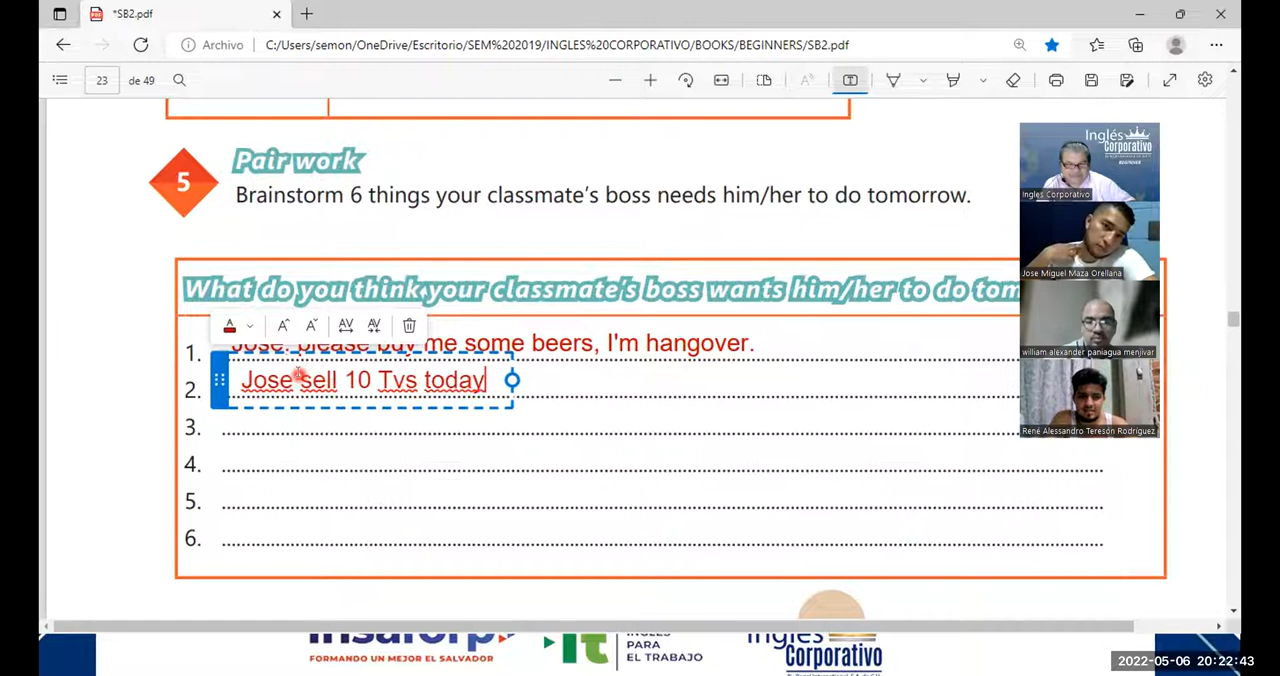 *SB2.pdf
Archivo
C:/Users/semon/OneDrive/Escritorio/SEM%202019/INGLES%20CORPORATIVO/BOOKS/BEGINNERS/SB2.pdf
23 de 49
5
Pair work
Brainstorm 6 things your classmate's boss needs him/her to do tomorrow.
What do you think your classmate's boss wants him/her to do tom
1. Jose: please buy me some beers, I'm hangover.
2. Jose sell 10 Tvs today
3.
4.
5.
6.
Inglés
Corporativo
BEGINNER
Ingles Corporativo
Jose Miguel Maza Orellana
william alexander paniagua menjivar
René Alessandro Teresón Rodríguez
insaforp
FORMANDO UN MEJOR EL SALVADOR
it
INGLÉS
PARA
EL TRABAJO
Inglés
Corporativo
2022-05-06 20:22:43